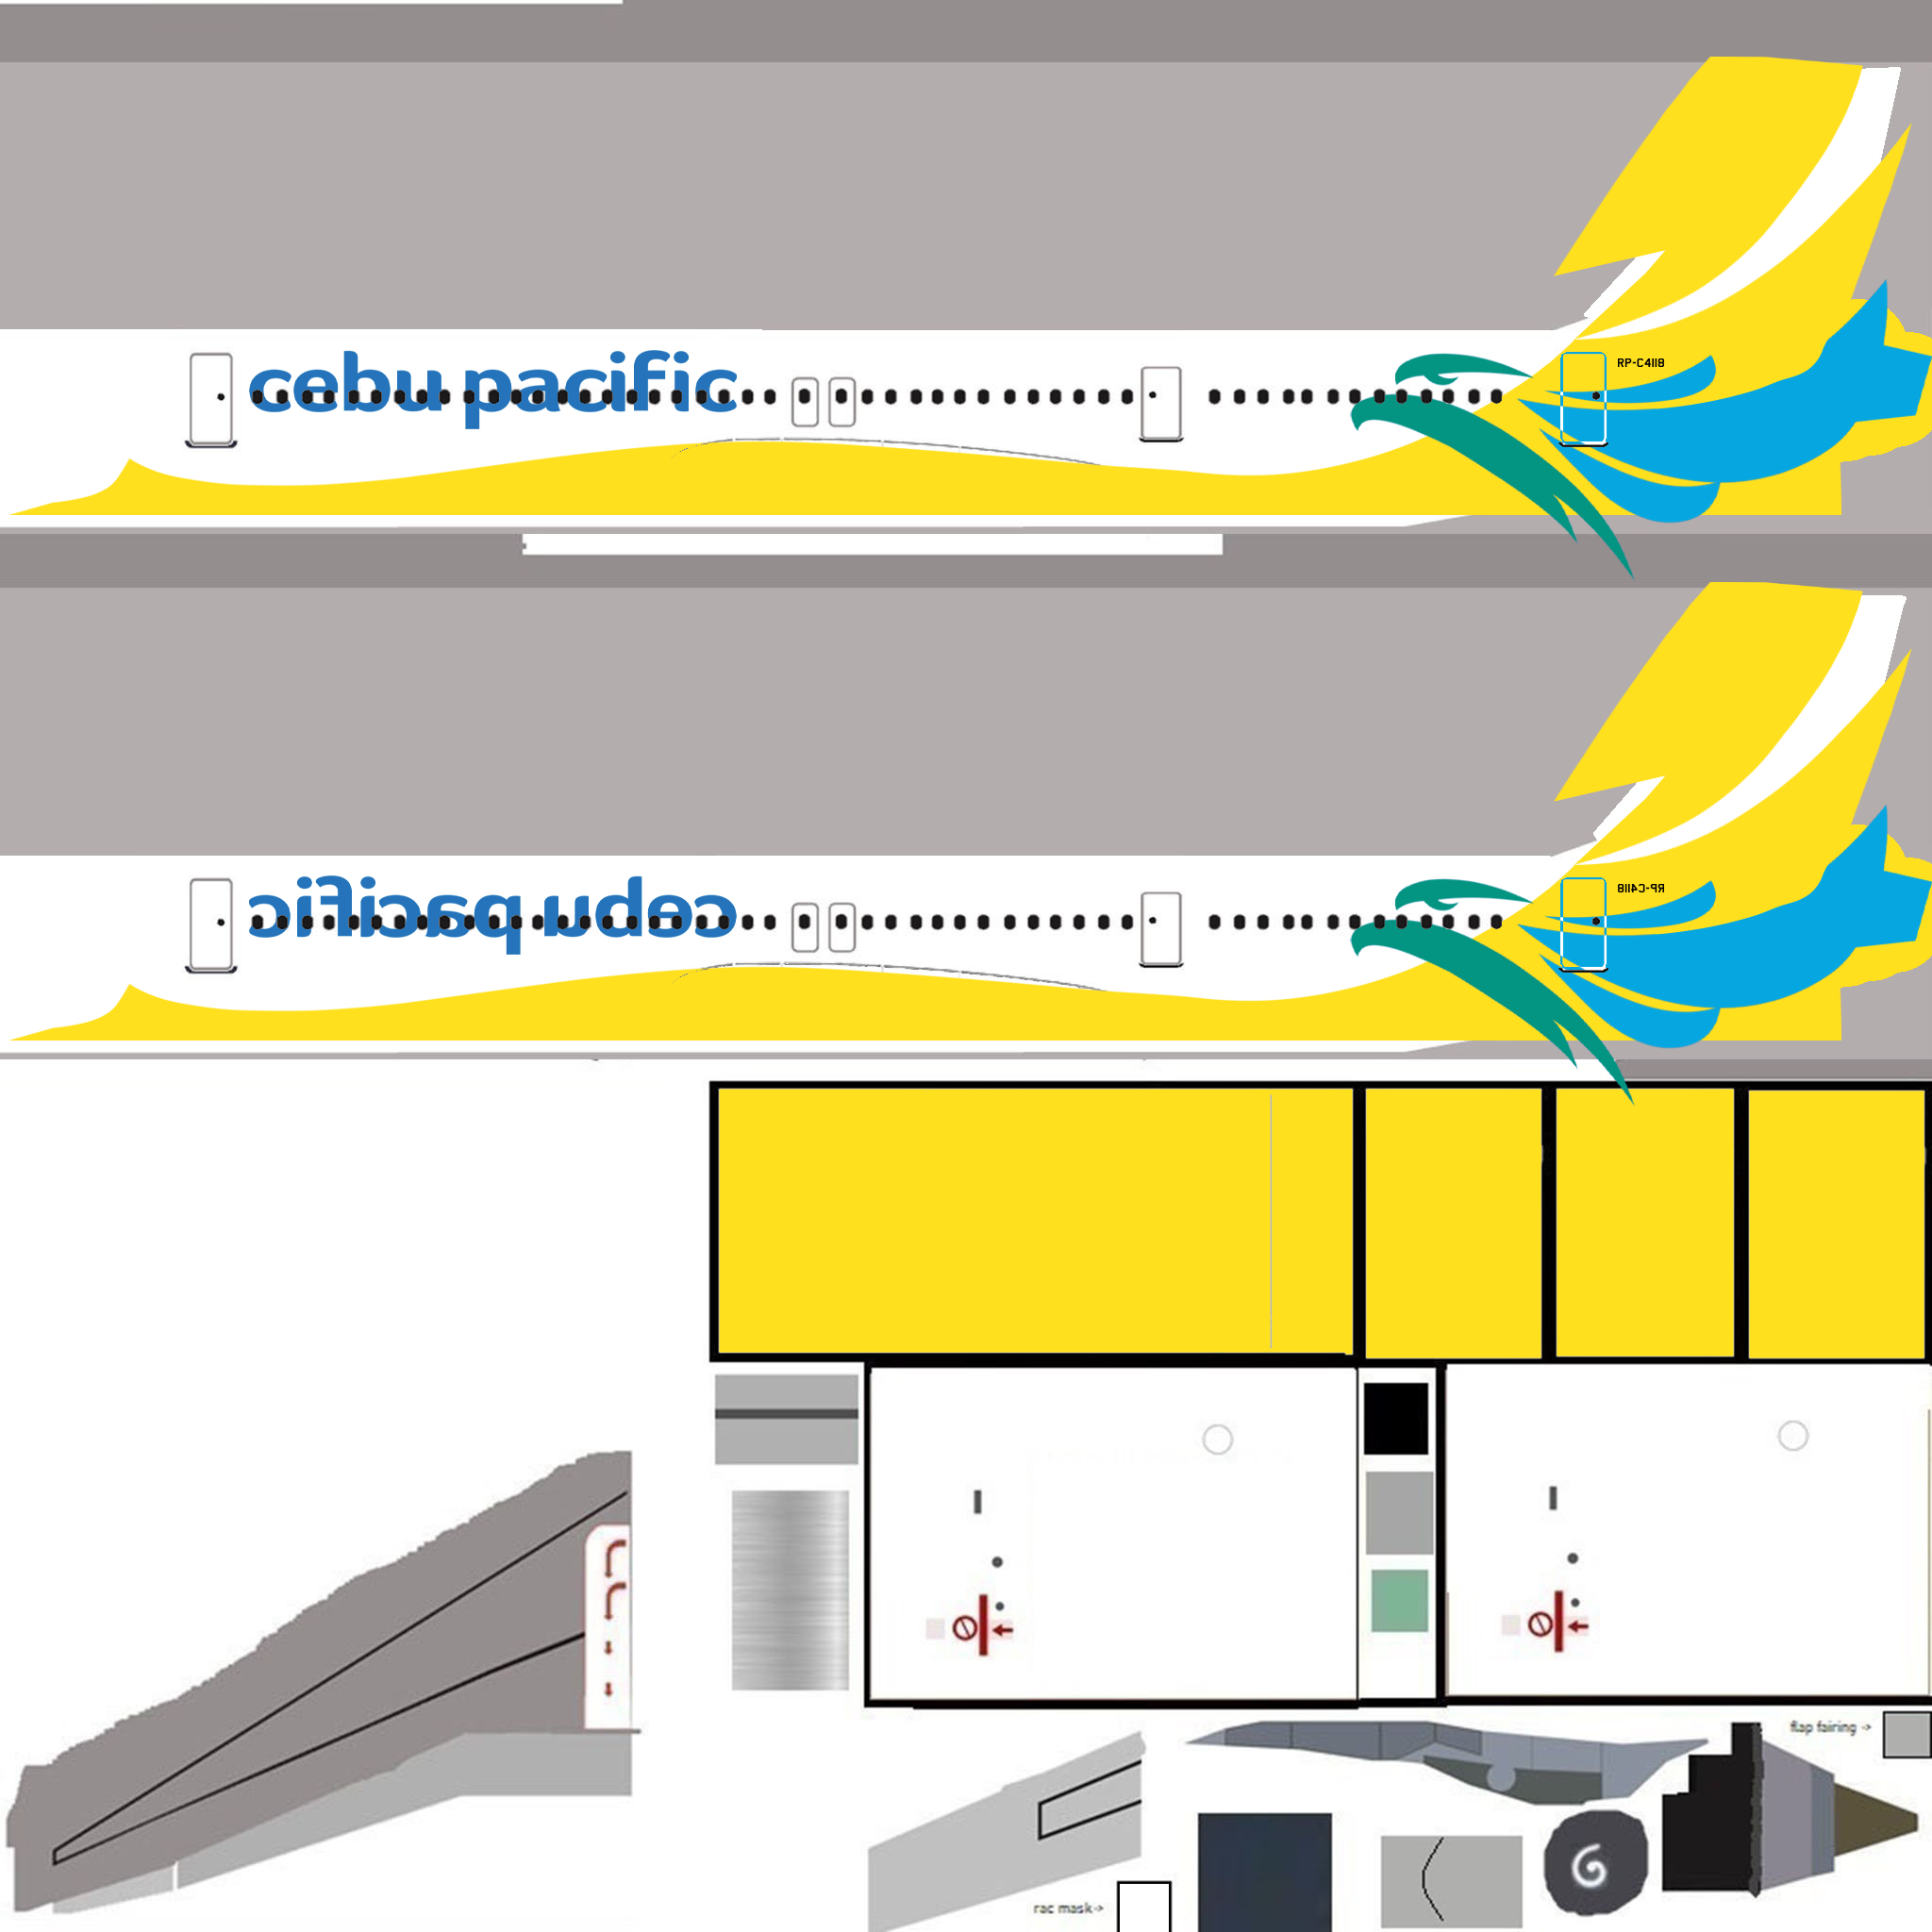 cebu pacific
RP-C4118
cebu pacific
RP-C4118
flap fairing ->
rac mask->